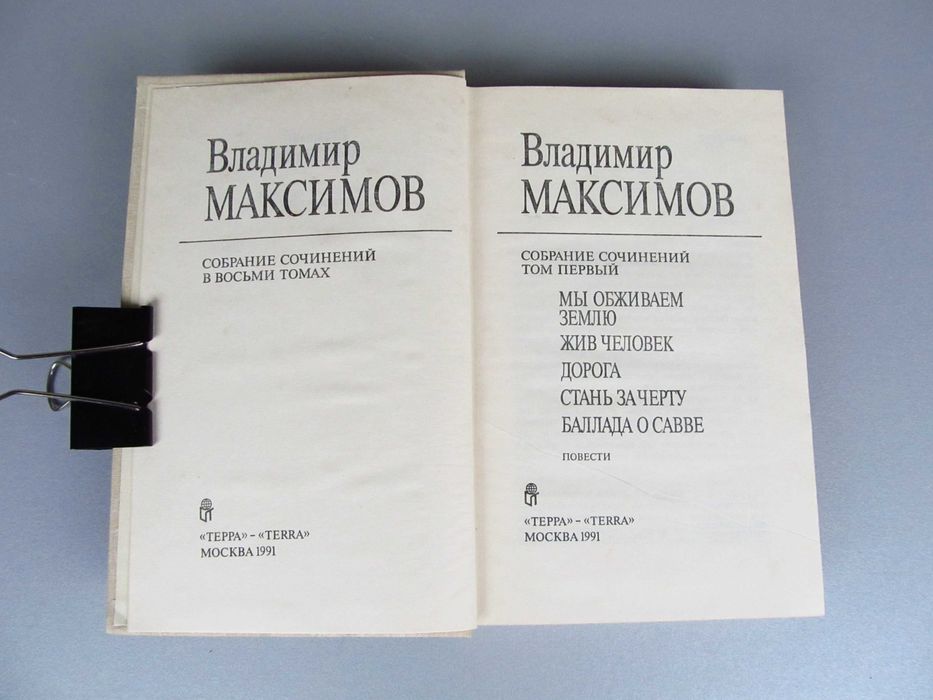 Владимир
МАКСИМОВ
СОБРАНИЕ СОЧИНЕНИЙ
В ВОСЬМИ ТОМАХ
«ТЕРРА» – «TERRA»
МОСКВА 1991
Владимир
МАКСИМОВ
СОБРАНИЕ СОЧИНЕНИЙ
ТОМ ПЕРВЫЙ
МЫ ОБЖИВАЕМ
ЗЕМЛЮ
ЖИВ ЧЕЛОВЕК
ДОРОГА
СТАНЬ ЗА ЧЕРТУ
БАЛЛАДА О САВВЕ
ПОВЕСТИ
«ТЕРРА» – «TERRA»
МОСКВА 1991